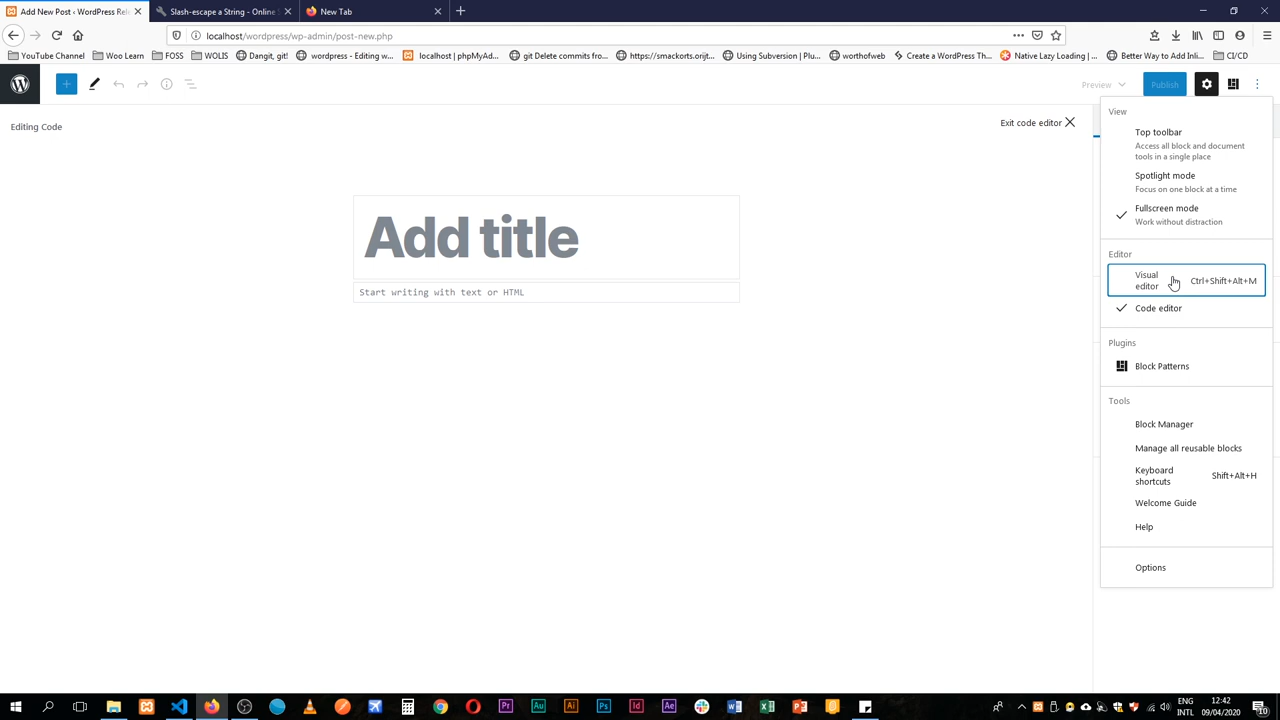 Add New Post ‹ WordPress Rele
Slash-escape a String - Online
New Tab
localhost/wordpress/wp-admin/post-new.php
YouTube Channel
Woo Learn
FOSS
WOLIS
Dangit, git!
wordpress - Editing w...
localhost | phpMyAd...
git Delete commits fro...
https://smackorts.orijt...
Using Subversion | Plu...
worthofweb
Create a WordPress Th...
Native Lazy Loading | ...
Better Way to Add Inli...
CI/CD
Preview
Publish
Editing Code
Exit code editor
Add title
Start writing with text or HTML
View
Top toolbar
Access all block and document
tools in a single place
Spotlight mode
Focus on one block at a time
Fullscreen mode
Work without distraction
Editor
Visual
editor
Ctrl+Shift+Alt+M
Code editor
Plugins
Block Patterns
Tools
Block Manager
Manage all reusable blocks
Keyboard
shortcuts
Shift+Alt+H
Welcome Guide
Help
Options
ENG
INTL
12:42
09/04/2020